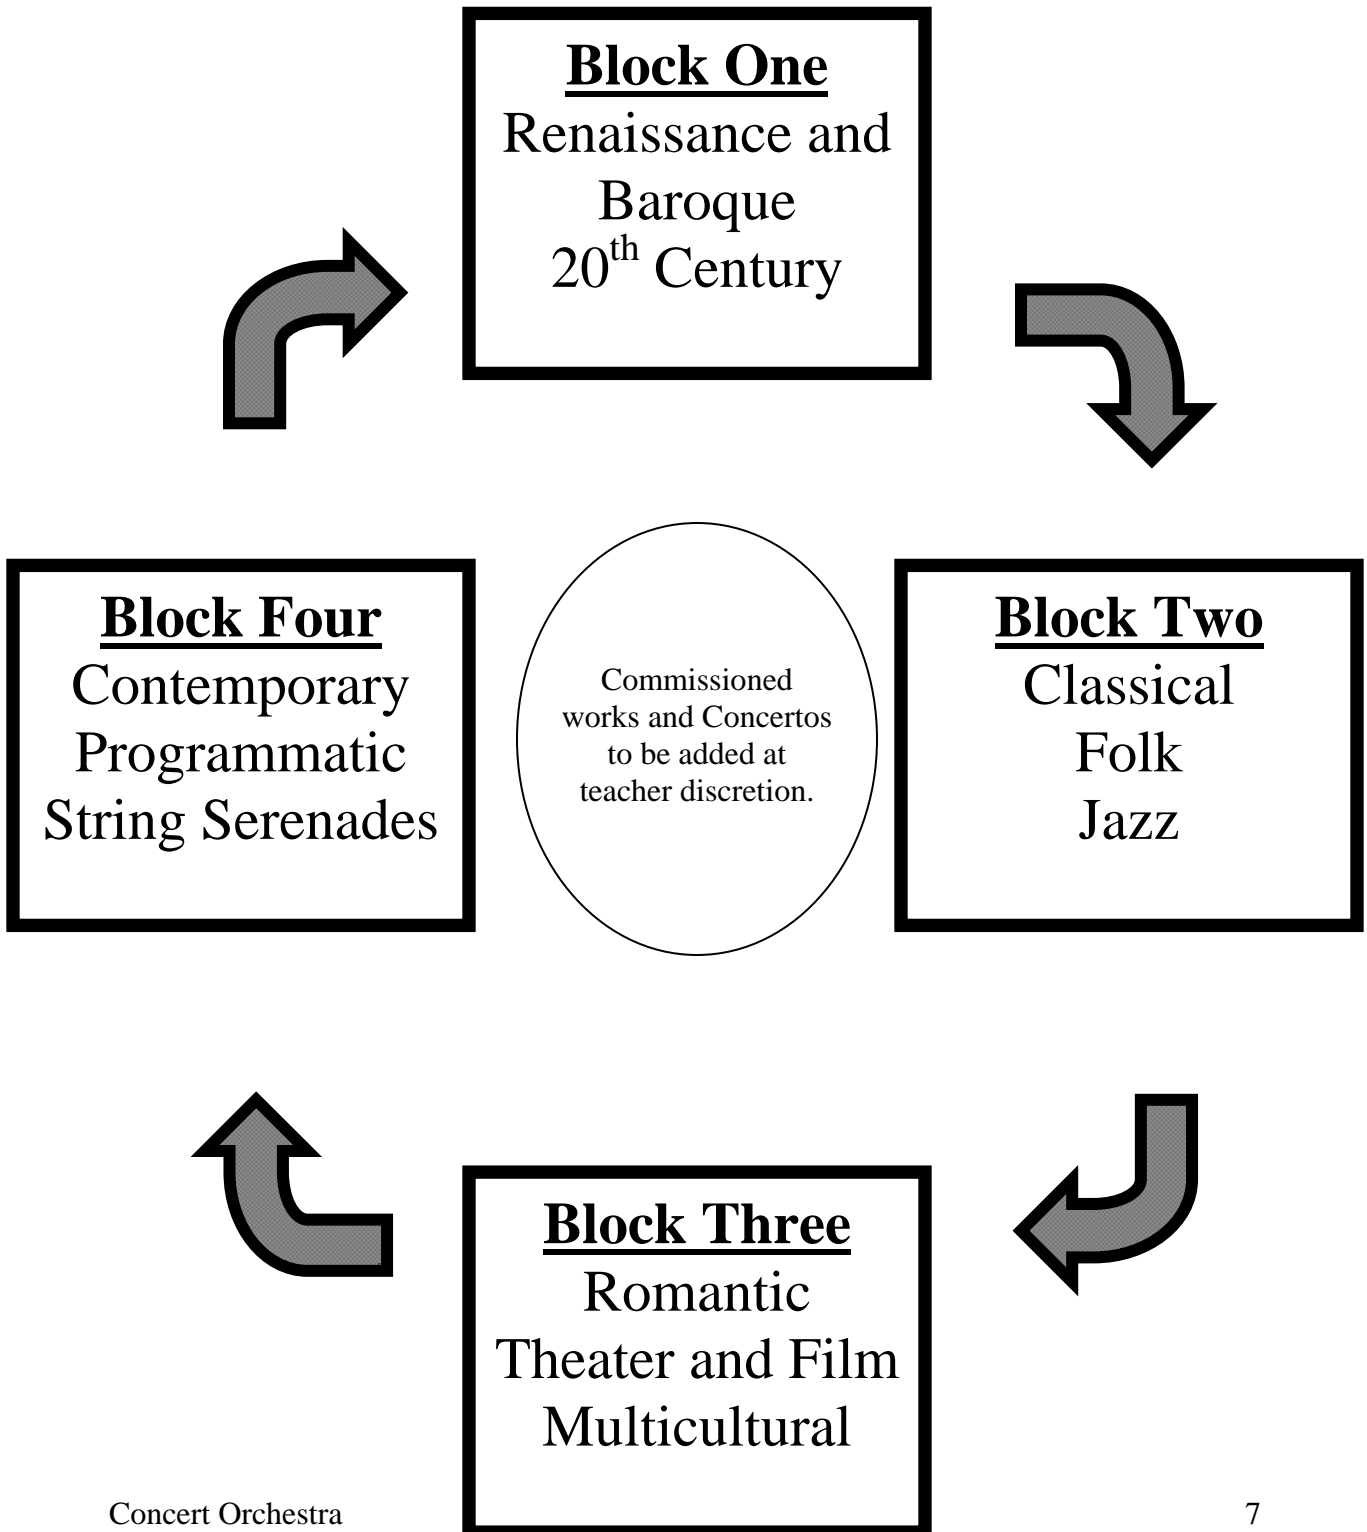 Block One
Renaissance and
Baroque
20th Century
Block Two
Classical
Folk
Jazz
Block Three
Romantic
Theater and Film
Multicultural
Block Four
Contemporary
Programmatic
String Serenades
Commissioned
works and Concertos
to be added at
teacher discretion.
Concert Orchestra
7